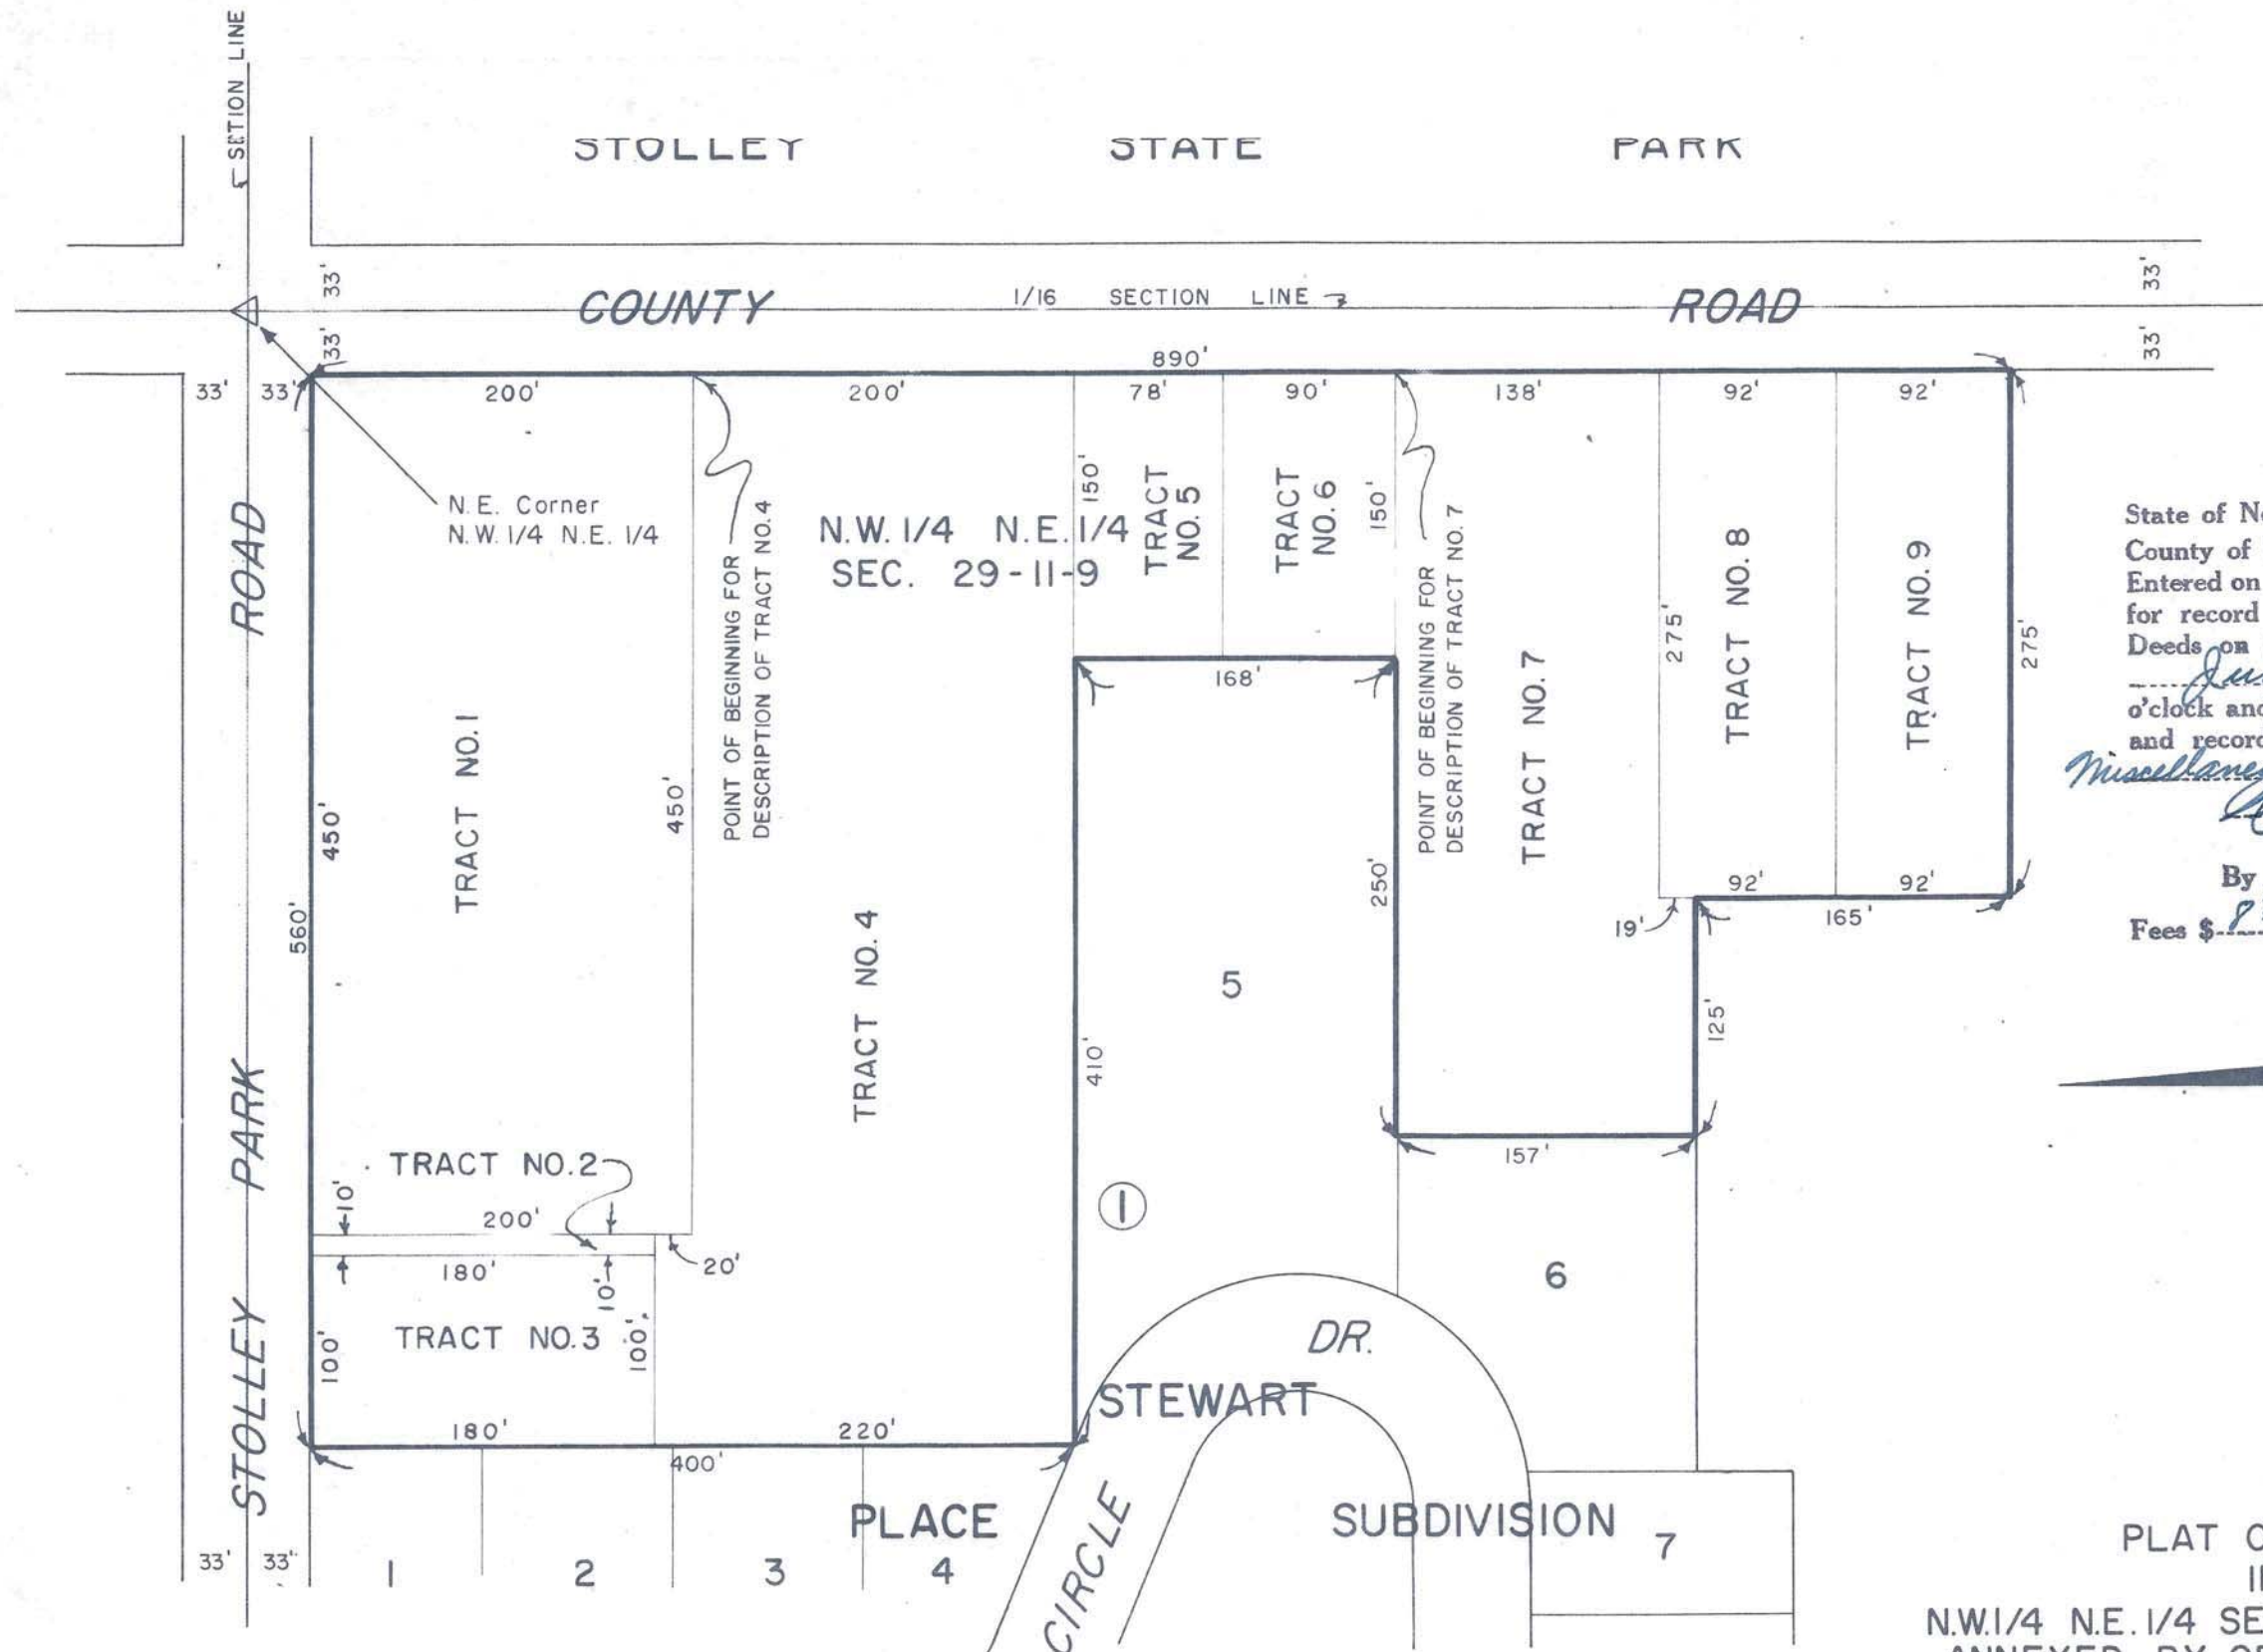 SECTION LINE
STOLLEY STATE PARK
33'
33'
COUNTY
1/16 SECTION LINE
ROAD
33'
33'
33' 33'
890'
200'
200'
78'
90'
138'
92'
92'
N.E. Corner
N.W. 1/4 N.E. 1/4
POINT OF BEGINNING FOR
DESCRIPTION OF TRACT NO. 4
N.W. 1/4 N.E. 1/4
SEC. 29-11-9
150'
TRACT
NO. 5
TRACT
NO. 6
150'
POINT OF BEGINNING FOR
DESCRIPTION OF TRACT NO. 7
TRACT NO. 7
275'
TRACT NO. 8
TRACT NO. 9
275'
168'
TRACT NO. 1
450'
450'
560'
TRACT NO. 4
410'
5
250'
92'
92'
19'
165'
125'
157'
STOLLEY PARK ROAD
TRACT NO. 2
10'
200'
180'
10'
20'
TRACT NO. 3
100'
100'
180'
220'
400'
1
6
DR.
STEWART
PLACE
SUBDIVISION
CIRCLE
33' 33'
1
2
3
4
7
State of N
County of
Entered on
for record
Deeds on
o'clock and
and record
By
Fees $ 8
PLAT O
N.W. 1/4 N.E. 1/4 SE
ANNEXED BY